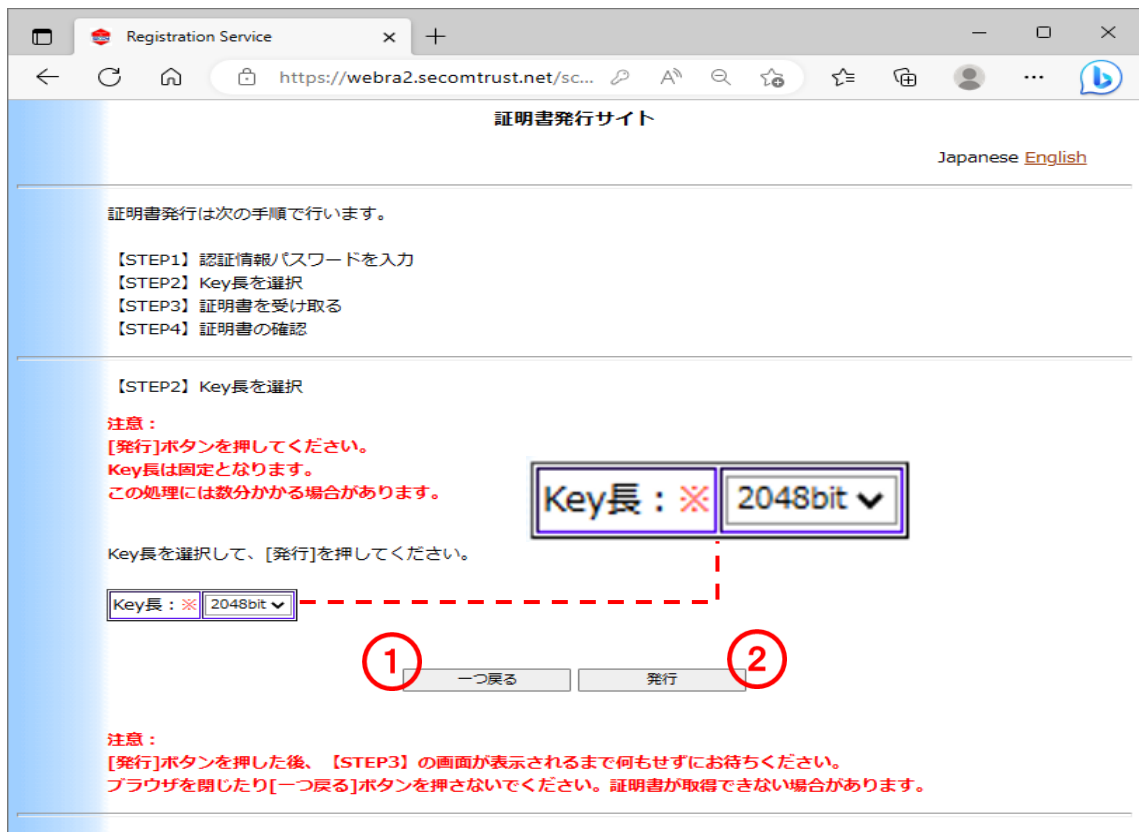 Registration Service
https://webra2.secomtrust.net/sc...
証明書発行サイト
Japanese English
証明書発行は次の手順で行います。
【STEP1】認証情報パスワードを入力
【STEP2】Key長を選択
【STEP3】証明書を受け取る
【STEP4】証明書の確認
【STEP2】Key長を選択
注意：
[発行]ボタンを押してください。
Key長は固定となります。
この処理には数分かかる場合があります。
Key長：※ 2048bit
Key長を選択して、[発行]を押してください。
Key長：※ 2048bit
① 一つ戻る 発行 ②
注意：
[発行]ボタンを押した後、【STEP3】の画面が表示されるまで何もせずにお待ちください。
ブラウザを閉じたり[一つ戻る]ボタンを押さないでください。証明書が取得できない場合があります。